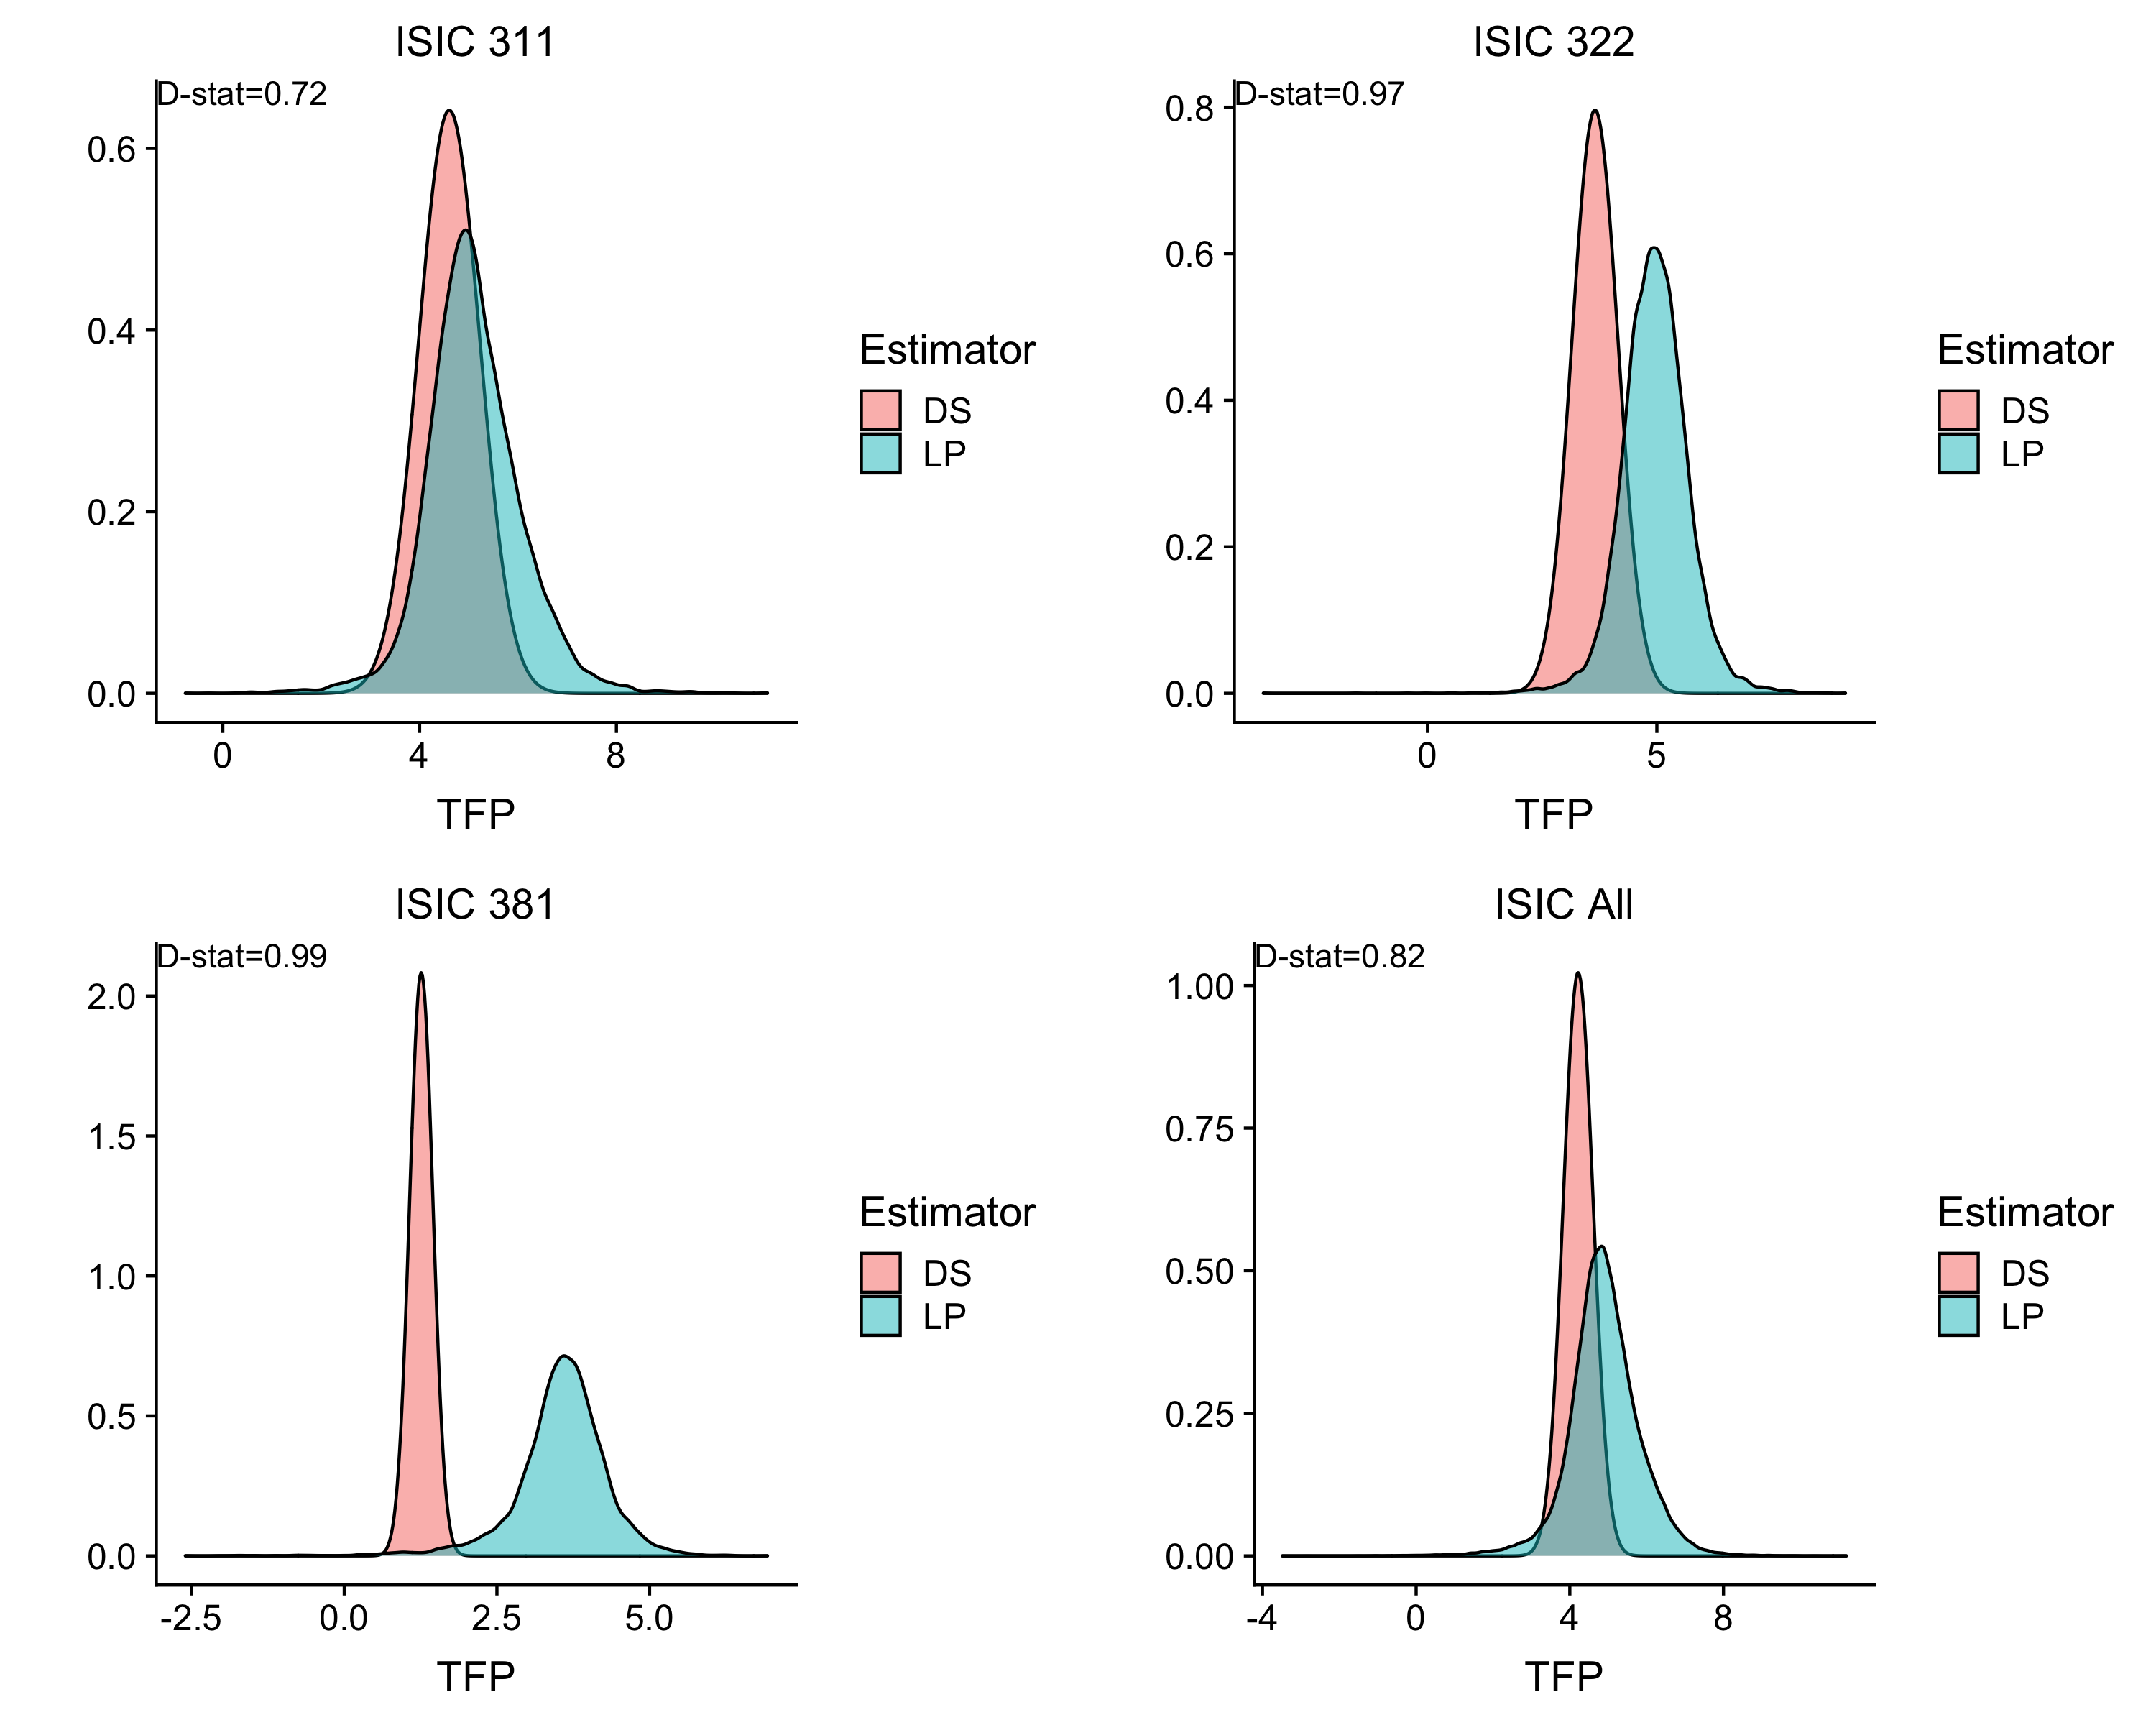 ISIC 311
D-stat=0.72
0.6
0.4
0.2
0.0
0 4 8
TFP
Estimator
DS
LP
ISIC 322
D-stat=0.97
0.8
0.6
0.4
0.2
0.0
0 5
TFP
Estimator
DS
LP
ISIC 381
D-stat=0.99
2.0
1.5
1.0
0.5
0.0
-2.5 0.0 2.5 5.0
TFP
Estimator
DS
LP
ISIC All
D-stat=0.82
1.00
0.75
0.50
0.25
0.00
-4 0 4 8
TFP
Estimator
DS
LP